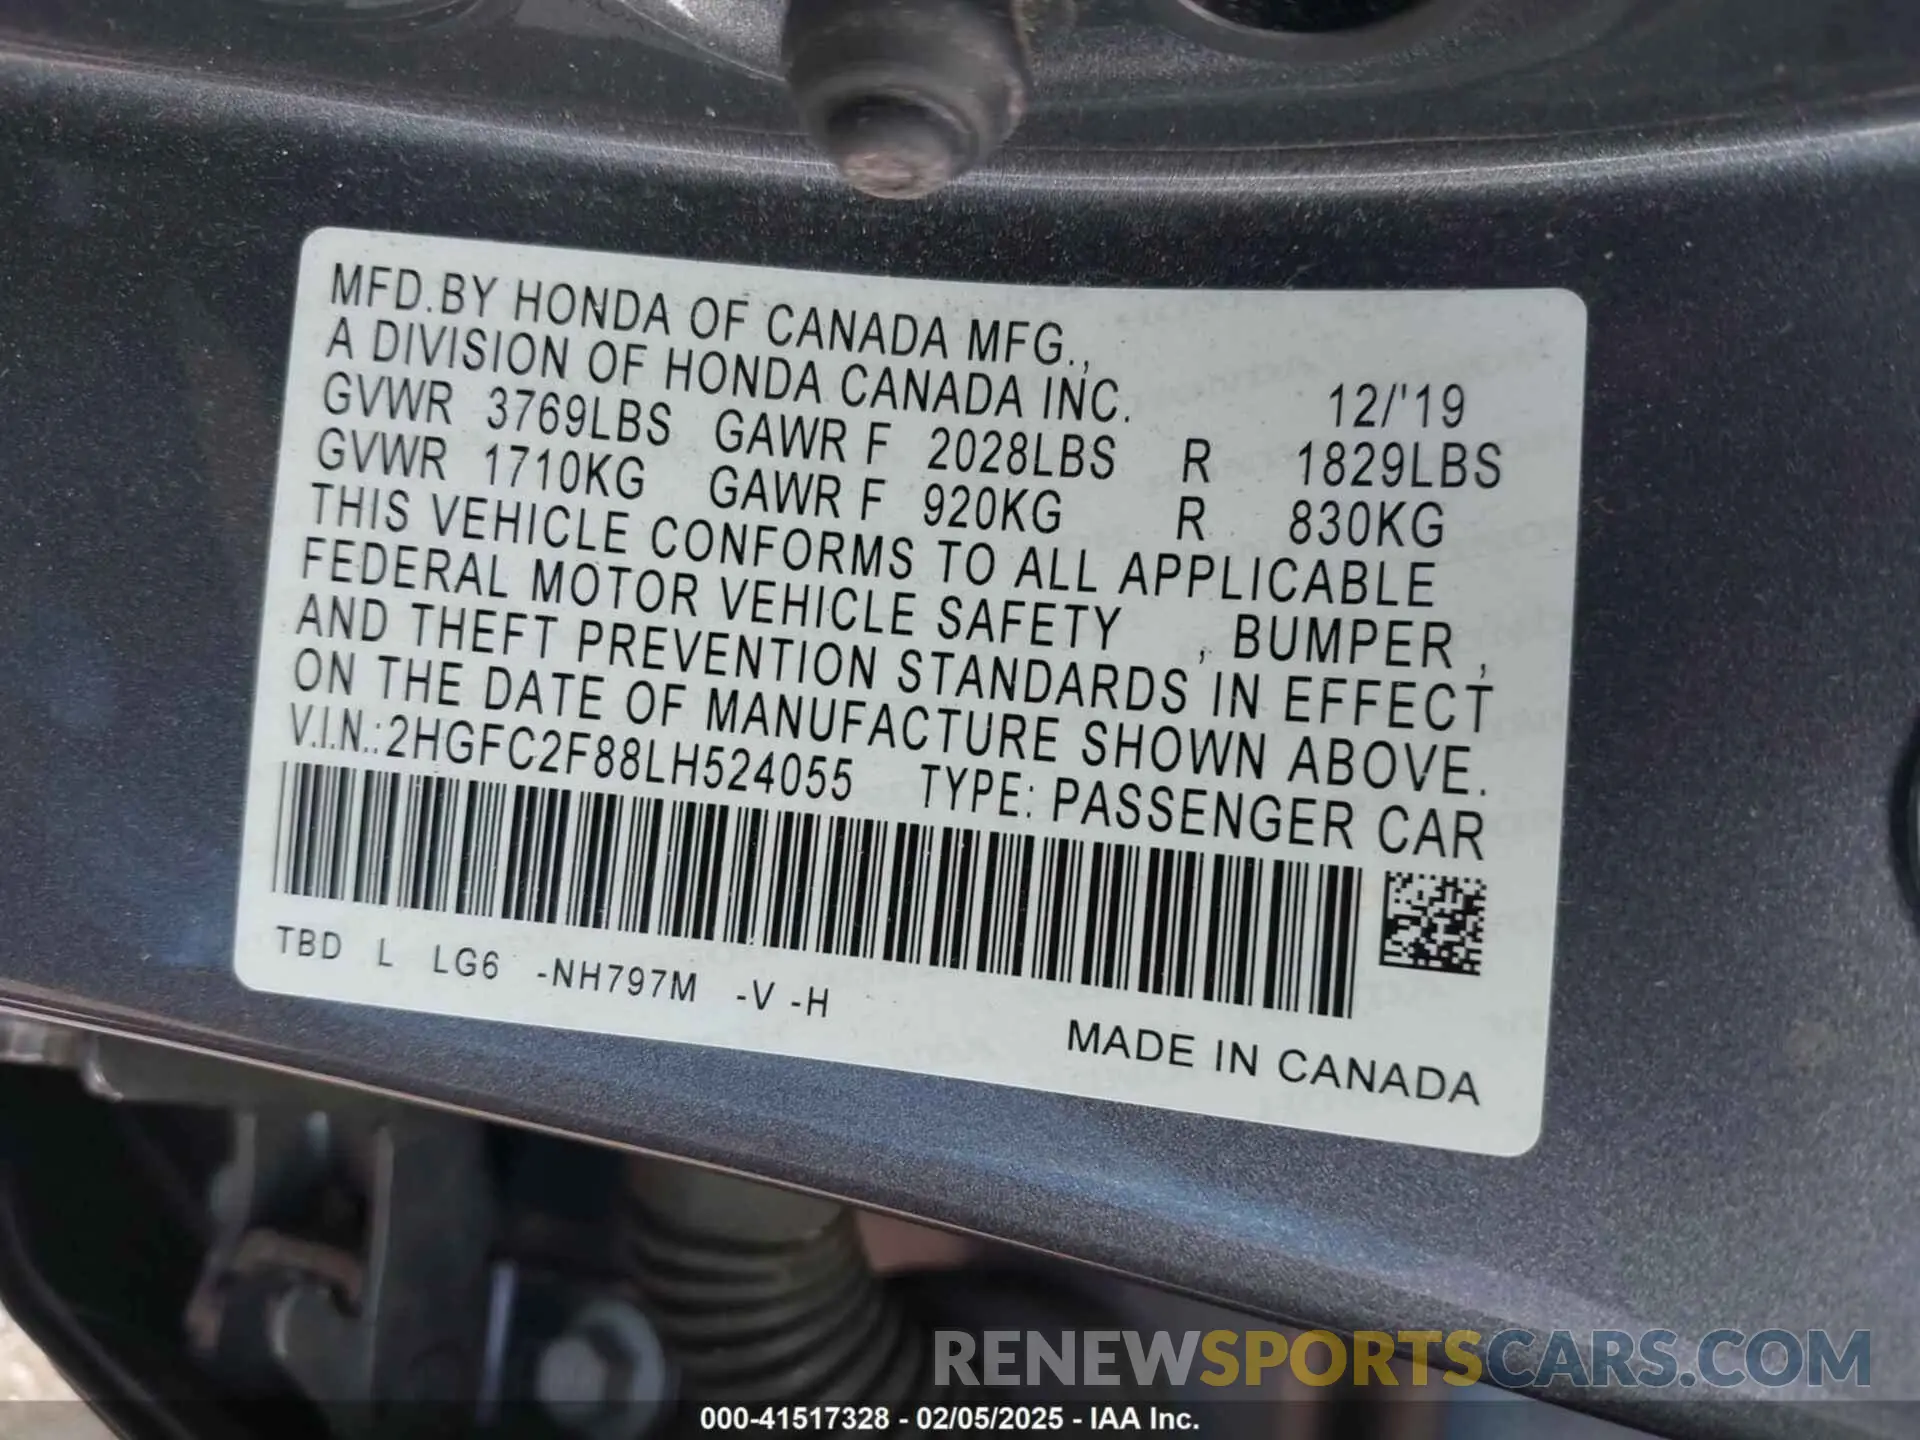 MFD.BY HONDA OF CANADA MFG.,
A DIVISION OF HONDA CANADA INC. 12/'19
GVWR 3769LBS GAWR F 2028LBS R 1829LBS
GVWR 1710KG GAWR F 920KG R 830KG
THIS VEHICLE CONFORMS TO ALL APPLICABLE
FEDERAL MOTOR VEHICLE SAFETY , BUMPER ,
AND THEFT PREVENTION STANDARDS IN EFFECT
ON THE DATE OF MANUFACTURE SHOWN ABOVE.
V.I.N.:2HGFC2F88LH524055 TYPE: PASSENGER CAR
TBD L LG6 -NH797M -V -H
MADE IN CANADA
RENEWSPORTSCARS.COM
000-41517328 - 02/05/2025 - IAA Inc.